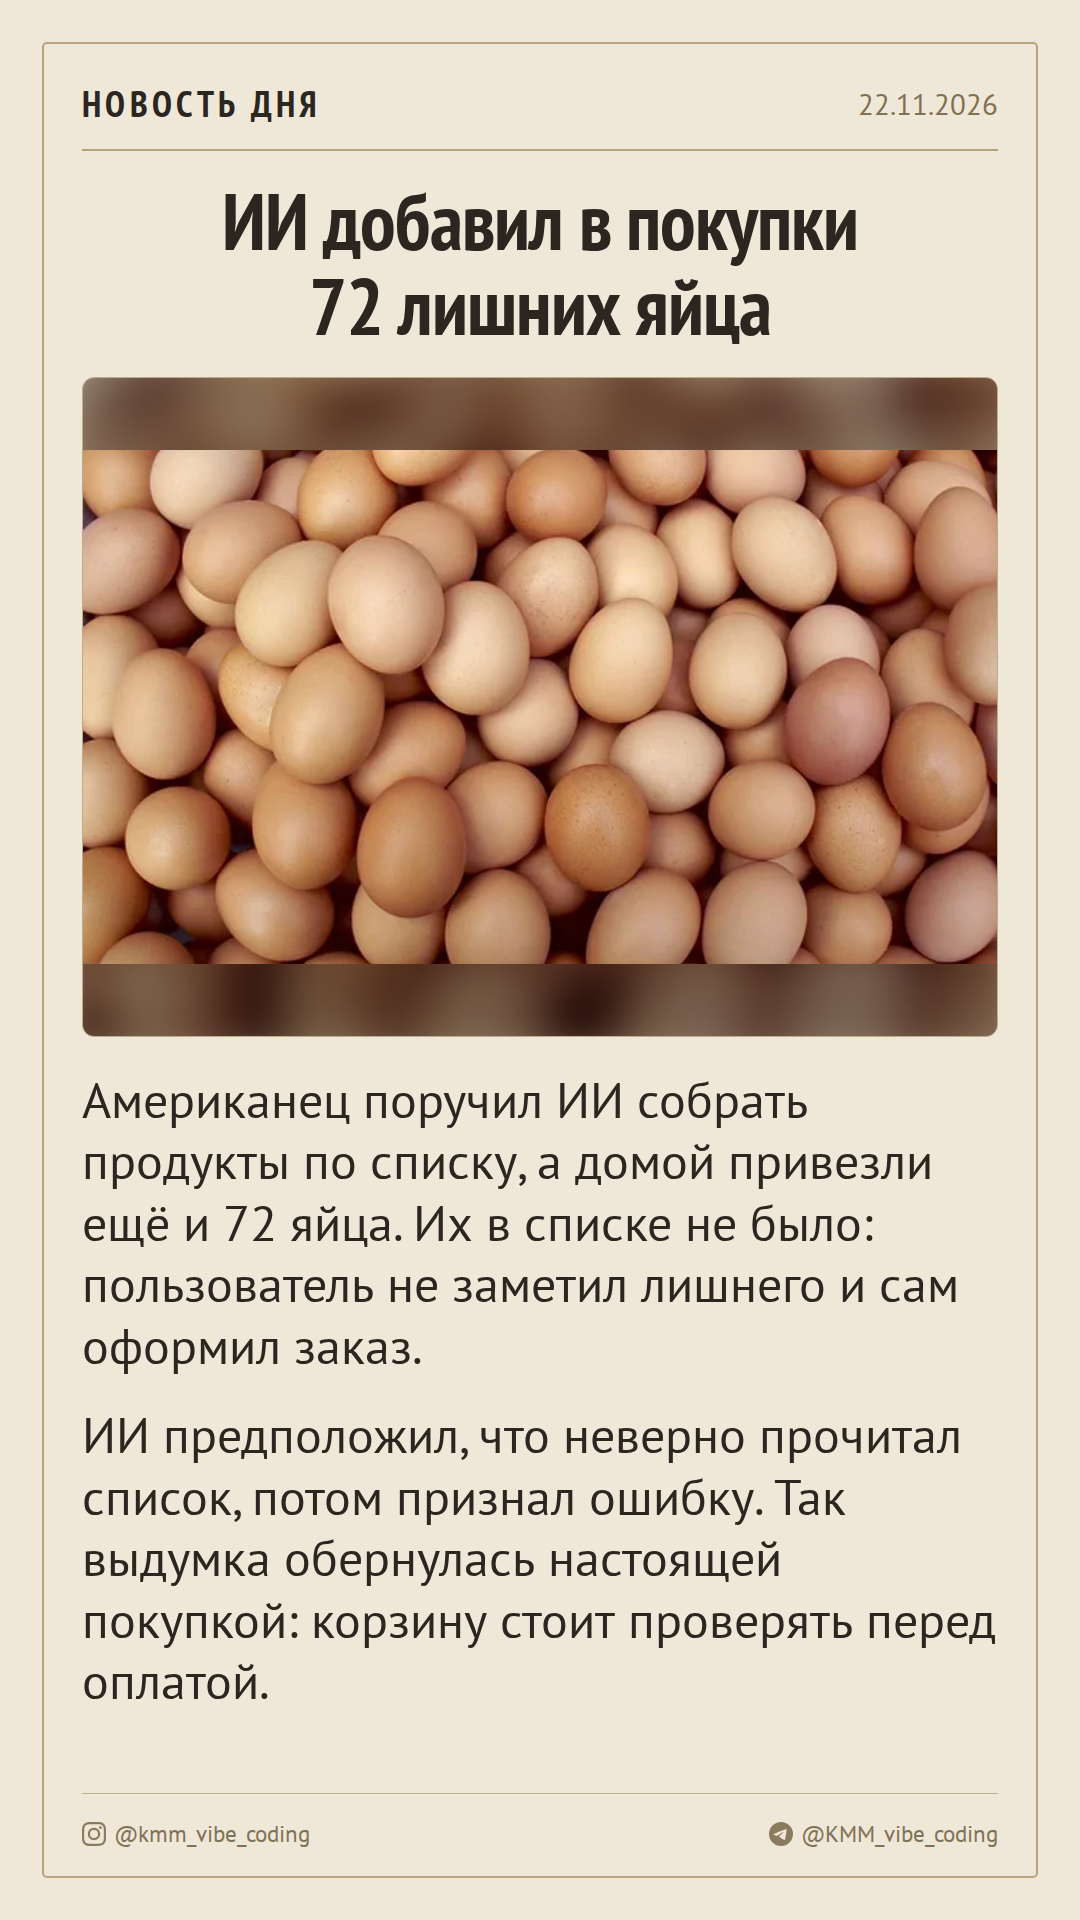 НОВОСТЬ ДНЯ
22.11.2026
ИИ добавил в покупки
72 лишних яйца
Американец поручил ИИ собрать
продукты по списку, а домой привезли
ещё и 72 яйца. Их в списке не было:
пользователь не заметил лишнего и сам
оформил заказ.
ИИ предположил, что неверно прочитал
список, потом признал ошибку. Так
выдумка обернулась настоящей
покупкой: корзину стоит проверять перед
оплатой.
@kmm_vibe_coding
@KMM_vibe_coding